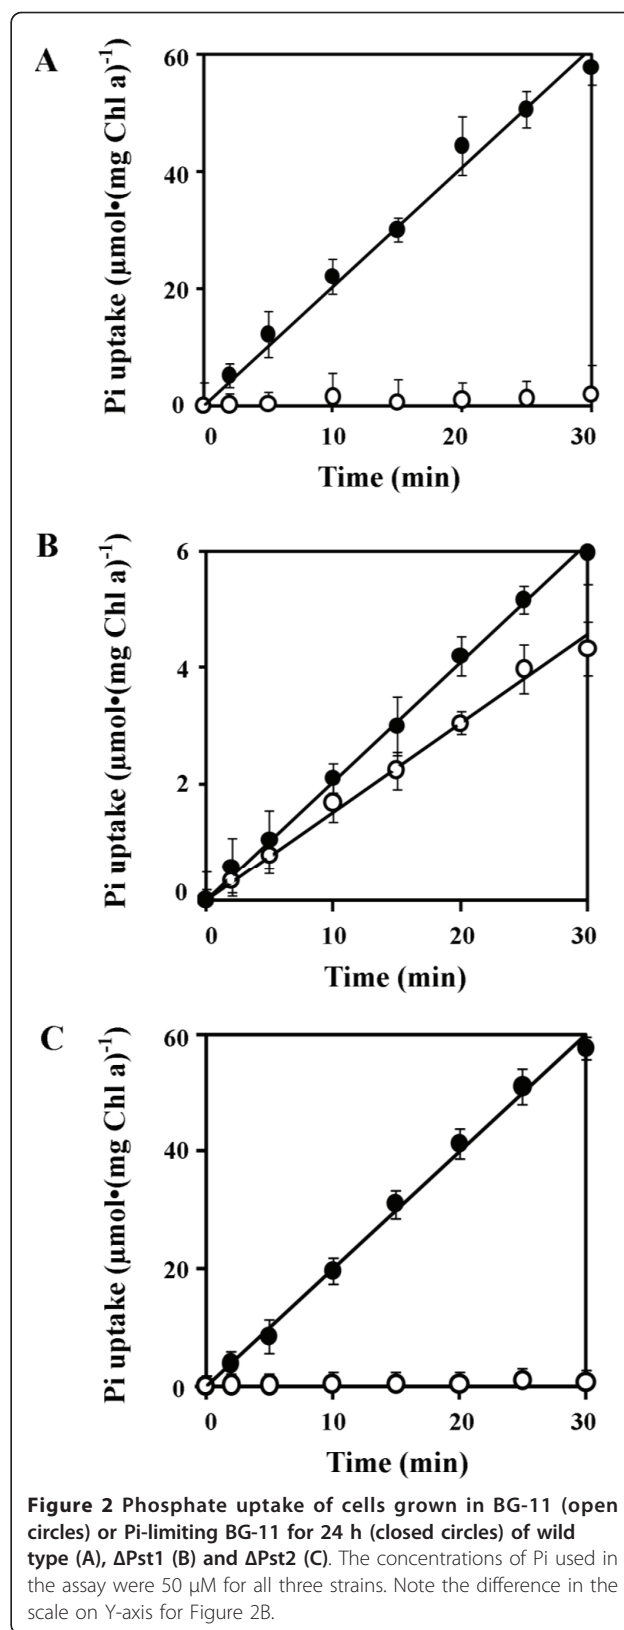 A
Pi uptake (μmol•(mg Chl a)-1
60
40
20
0
0 10 20 30
Time (min)
B
Pi uptake (μmol•(mg Chl a)-1
6
4
2
0
0 10 20 30
Time (min)
C
Pi uptake (μmol•(mg Chl a)-1
60
40
20
0
0 10 20 30
Time (min)
Figure 2 Phosphate uptake of cells grown in BG-11 (open
circles) or Pi-limiting BG-11 for 24 h (closed circles) of wild
type (A), ΔPst1 (B) and ΔPst2 (C). The concentrations of Pi used in
the assay were 50 μM for all three strains. Note the difference in the
scale on Y-axis for Figure 2B.